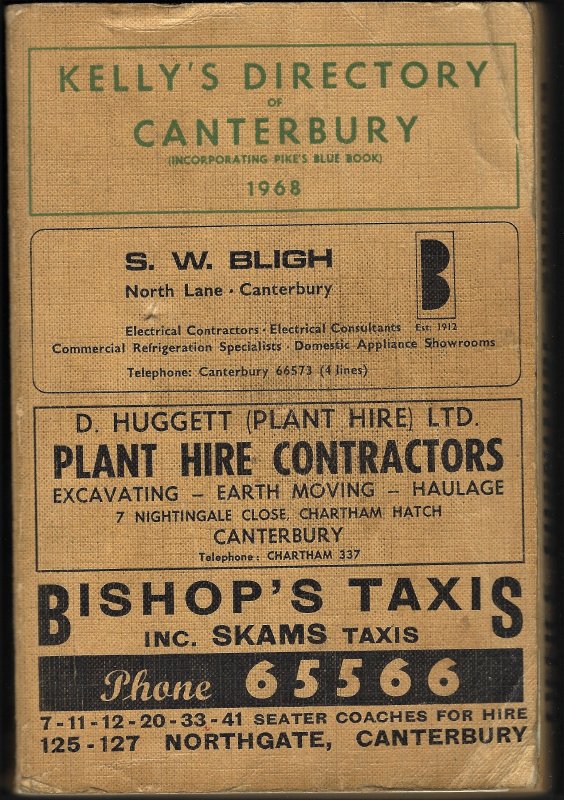 KELLY'S DIRECTORY
OF
CANTERBURY
(INCORPORATING PIKE'S BLUE BOOK)
1968
S. W. BLIGH
North Lane · Canterbury
B
Est. 1912
Electrical Contractors · Electrical Consultants
Commercial Refrigeration Specialists · Domestic Appliance Showrooms
Telephone: Canterbury 66573 (4 lines)
D. HUGGETT (PLANT HIRE) LTD.
PLANT HIRE CONTRACTORS
EXCAVATING – EARTH MOVING – HAULAGE
7 NIGHTINGALE CLOSE, CHARTHAM HATCH
CANTERBURY
Telephone: CHARTHAM 337
BISHOP'S TAXIS
INC. SKAMS TAXIS
Phone 65566
7-11-12-20-33-41 SEATER COACHES FOR HIRE
125-127 NORTHGATE, CANTERBURY